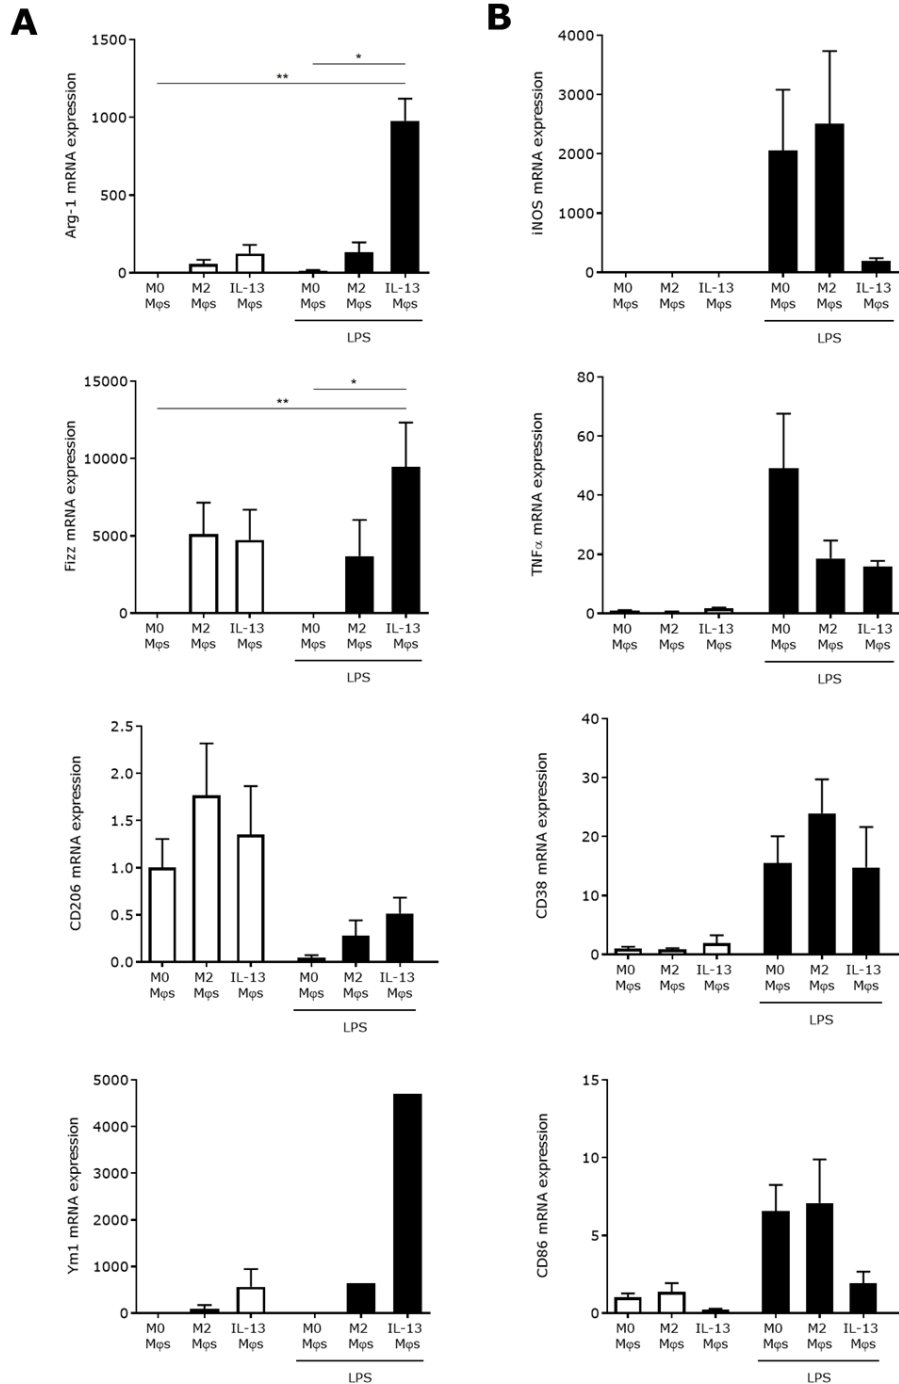 A
Arg-1 mRNA expression
1500
1000
500
0
**
*
M0 M2 IL-13 M0 M2 IL-13
Mφs Mφs Mφs Mφs Mφs Mφs
LPS
Fizz mRNA expression
15000
10000
5000
0
**
*
M0 M2 IL-13 M0 M2 IL-13
Mφs Mφs Mφs Mφs Mφs Mφs
LPS
CD206 mRNA expression
2.5
2.0
1.5
1.0
0.5
0.0
M0 M2 IL-13 M0 M2 IL-13
Mφs Mφs Mφs Mφs Mφs Mφs
LPS
Ym1 mRNA expression
5000
4000
3000
2000
1000
0
M0 M2 IL-13 M0 M2 IL-13
Mφs Mφs Mφs Mφs Mφs Mφs
LPS
B
iNOS mRNA expression
4000
3000
2000
1000
0
M0 M2 IL-13 M0 M2 IL-13
Mφs Mφs Mφs Mφs Mφs Mφs
LPS
TNFα mRNA expression
80
60
40
20
0
M0 M2 IL-13 M0 M2 IL-13
Mφs Mφs Mφs Mφs Mφs Mφs
LPS
CD38 mRNA expression
40
30
20
10
0
M0 M2 IL-13 M0 M2 IL-13
Mφs Mφs Mφs Mφs Mφs Mφs
LPS
CD86 mRNA expression
15
10
5
0
M0 M2 IL-13 M0 M2 IL-13
Mφs Mφs Mφs Mφs Mφs Mφs
LPS